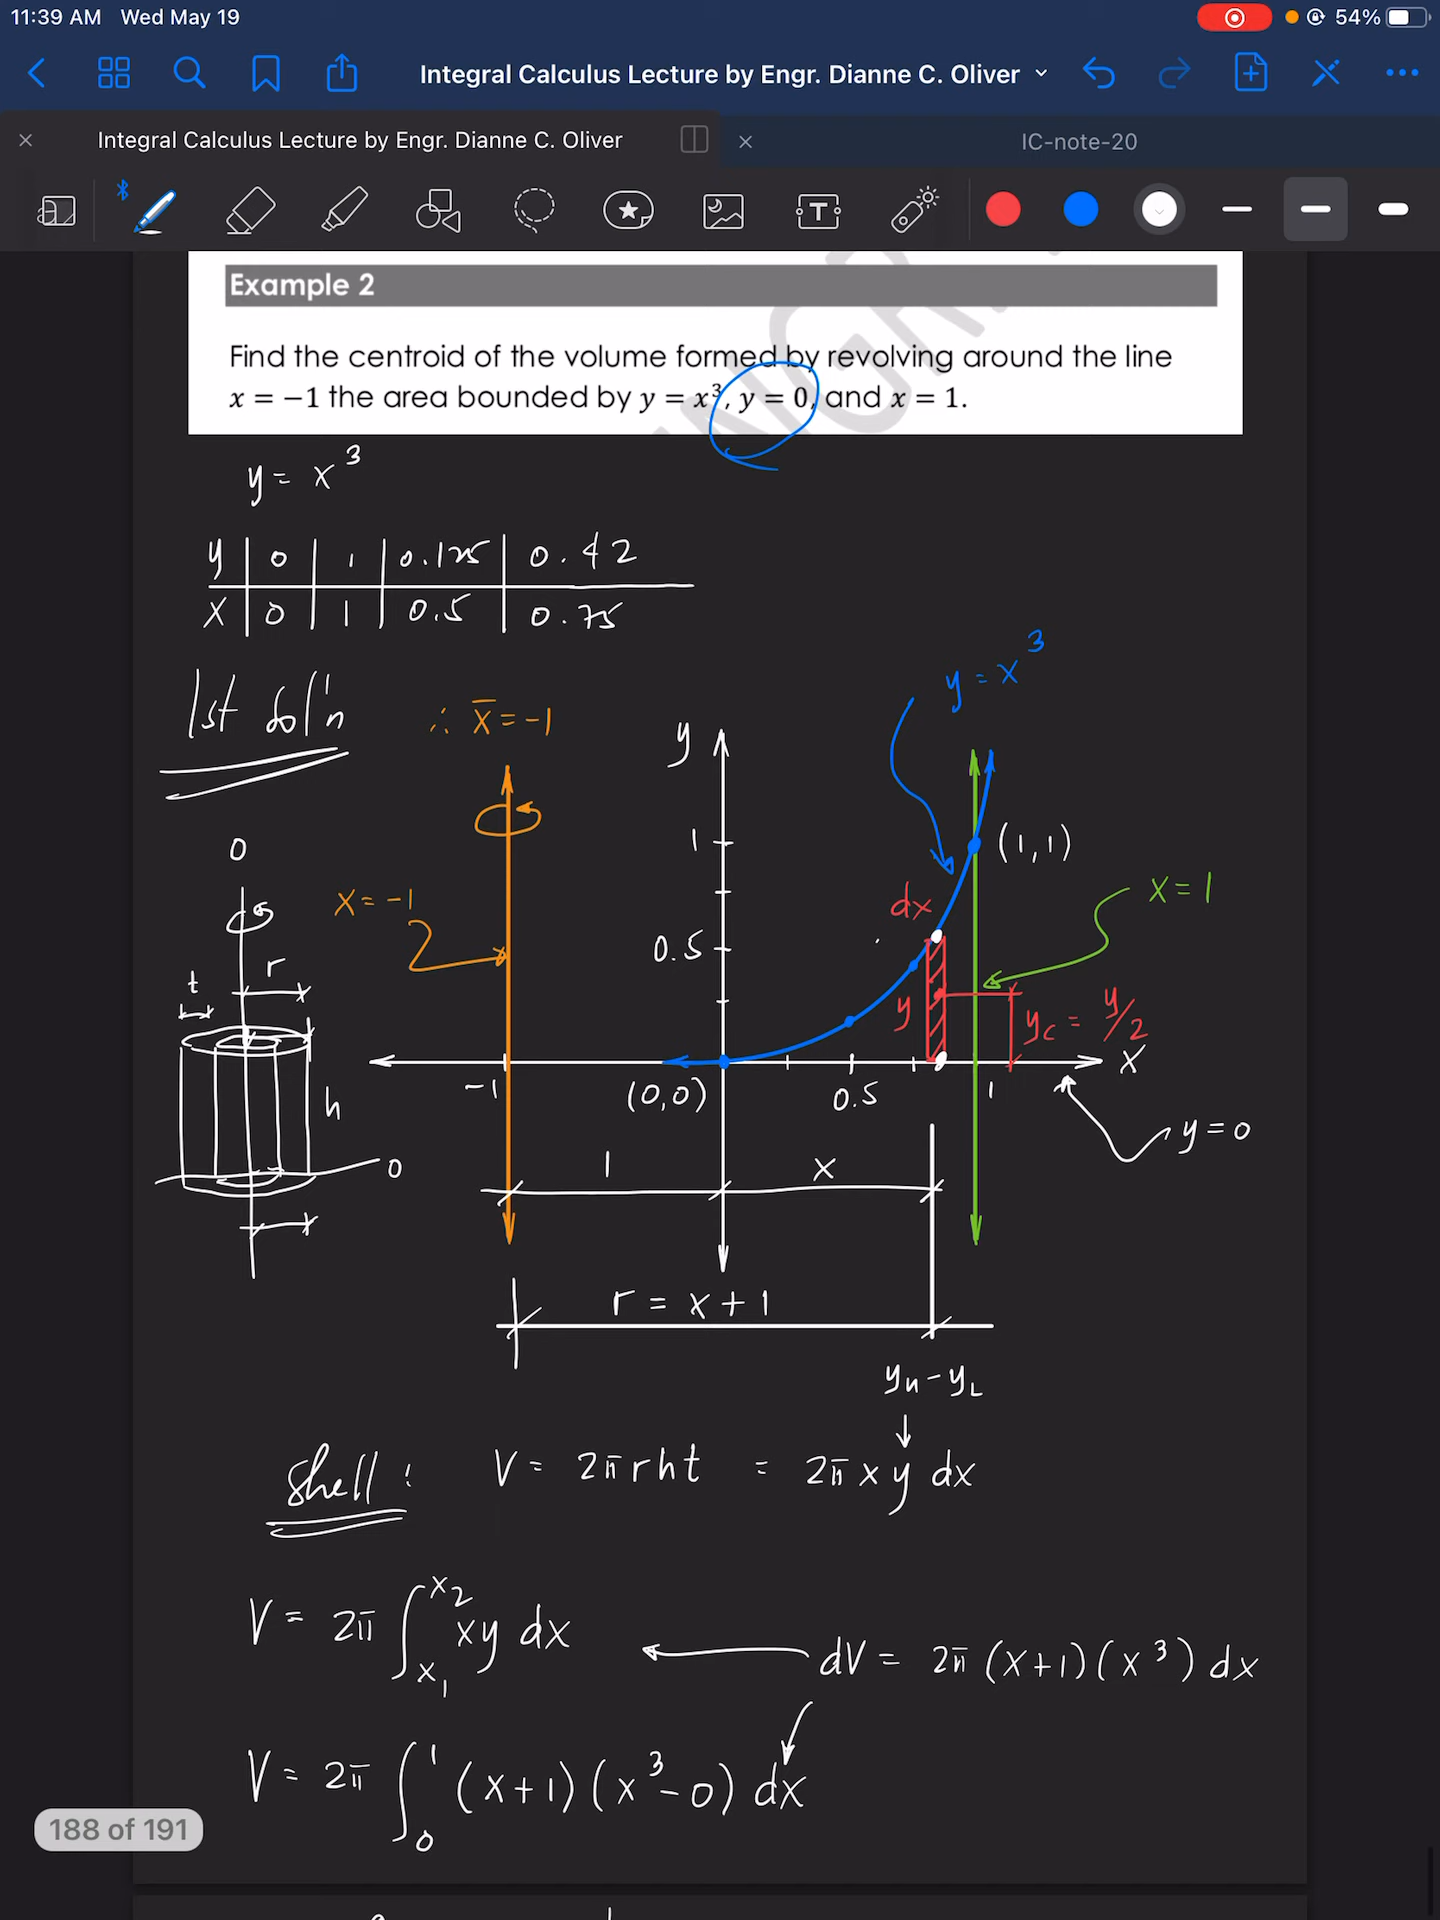 11:39 AM Wed May 19
54%
Integral Calculus Lecture by Engr. Dianne C. Oliver
Integral Calculus Lecture by Engr. Dianne C. Oliver
IC-note-20
T
Example 2
Find the centroid of the volume formed by revolving around the line
x = −1 the area bounded by y = x³, y = 0, and x = 1.
y = x³
y | 0 | 1 | 0.125 | 0.42
x | 0 | 1 | 0.5 | 0.75
1st sol'n
∴ x̄ = -1
y
y = x³
1
(1,1)
0
x = -1
dx
x = 1
0.5
t
r
y
yc = y/2
x
-1
(0,0)
0.5
1
h
y = 0
0
1
x
r = x + 1
yu - yL
↓
Shell: V = 2πrht = 2πxy dx
V = 2π ∫ₓ₁ˣ² xy dx
dV = 2π (x+1)(x³) dx
V = 2π ∫₀¹ (x+1)(x³-0) dx
188 of 191